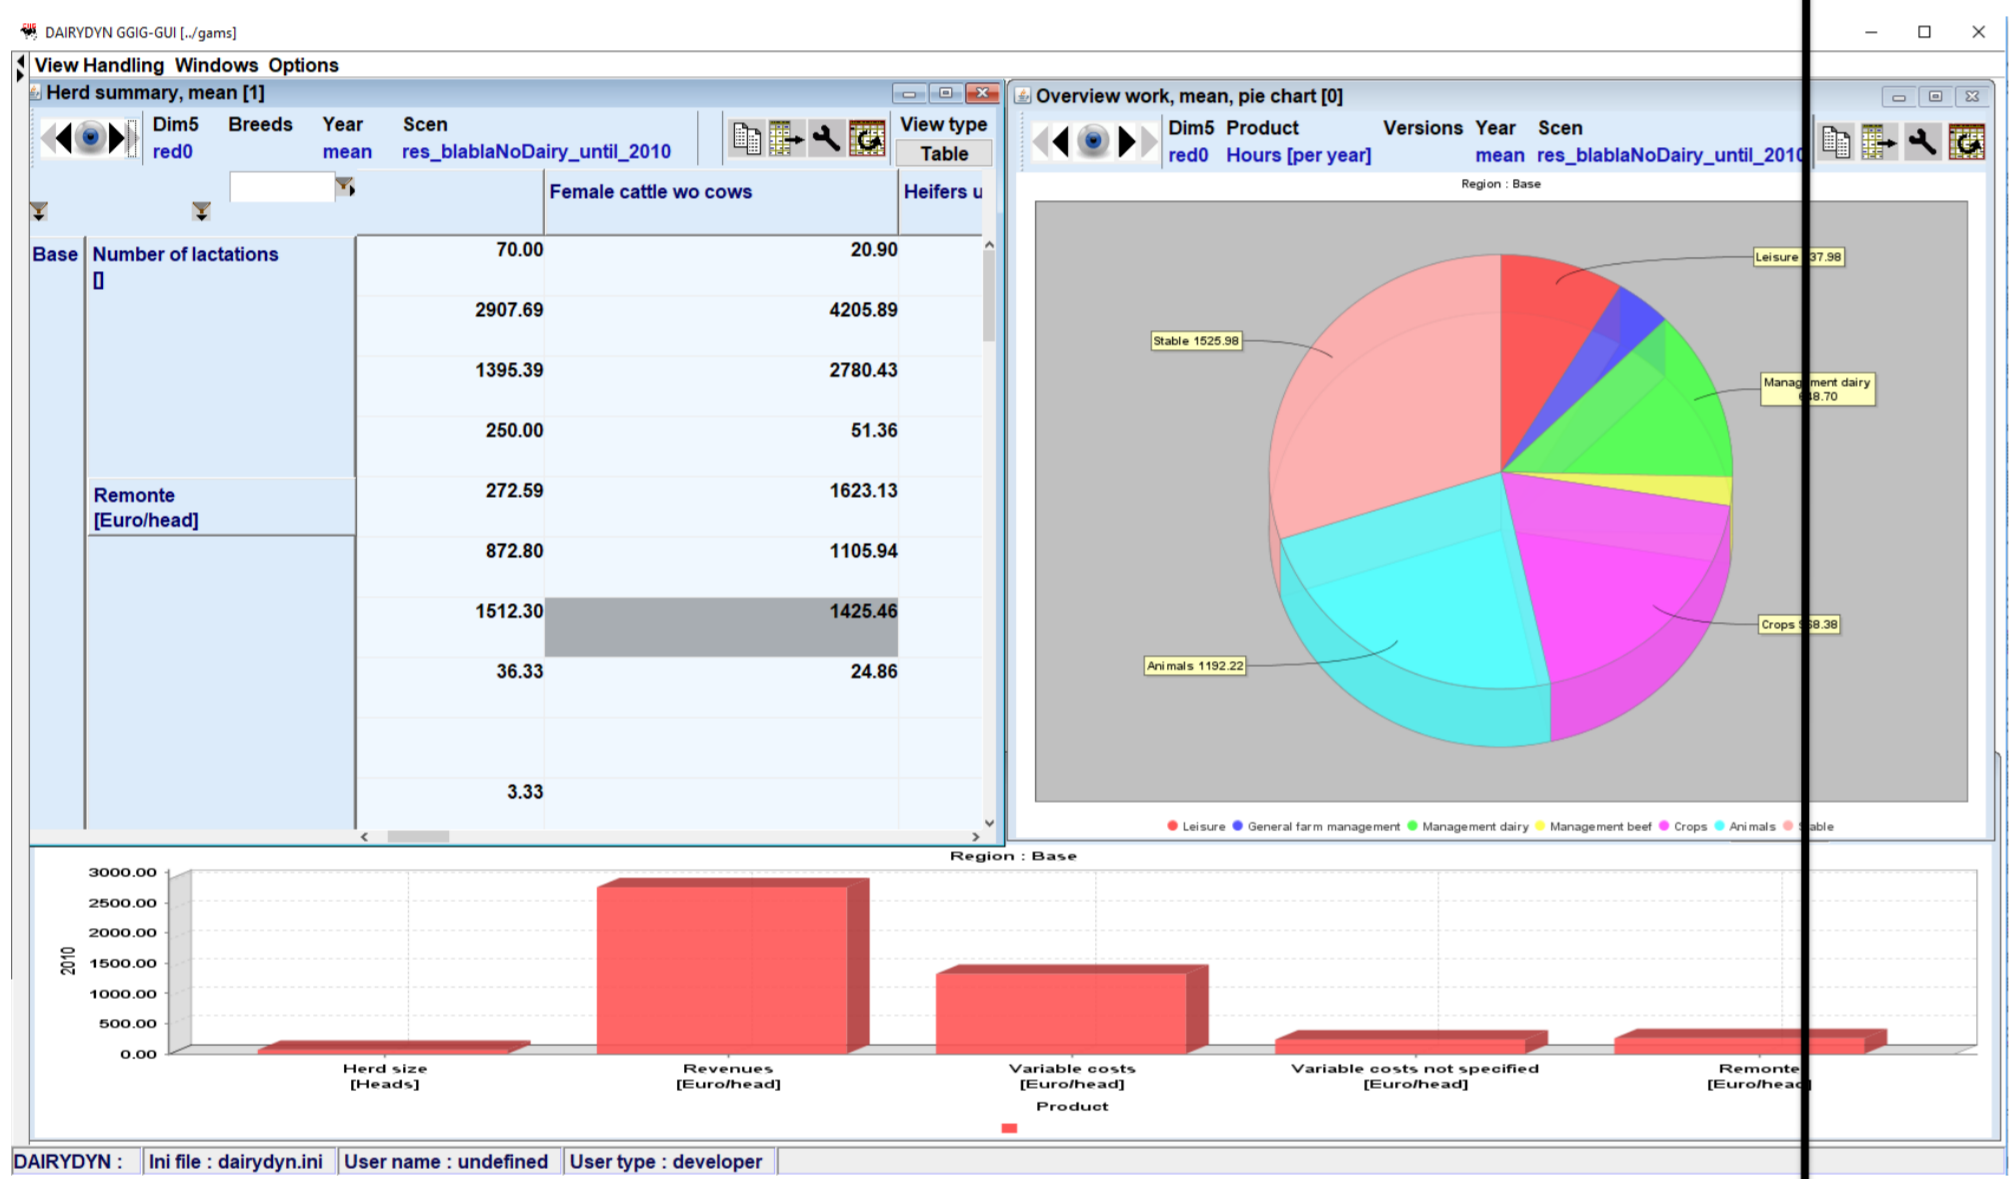 DAIRYDYN GGIG-GUI [../gams]
View Handling Windows Options
Herd summary, mean [1]
Dim5 Breeds Year Scen
red0 mean res_blablaNoDairy_until_2010
View type
Table
Female cattle wo cows Heifers u
Base Number of lactations 70.00 20.90
[]
2907.69 4205.89
1395.39 2780.43
250.00 51.36
Remonte 272.59 1623.13
[Euro/head]
872.80 1105.94
1512.30 1425.46
36.33 24.86
3.33
Overview work, mean, pie chart [0]
Dim5 Product Versions Year Scen
red0 Hours [per year] mean res_blablaNoDairy_until_2010
Region : Base
Leisure
Stable 1525.98
Management dairy
Crops
Animals 1192.22
Leisure General farm management Management dairy Management beef Crops Animals
Region : Base
3000.00
2500.00
2000.00
1500.00
1000.00
500.00
0.00
2010
Herd size
[Heads]
Revenues
[Euro/head]
Variable costs
[Euro/head]
Variable costs not specified
[Euro/head]
Remonte
[Euro/head]
Product
DAIRYDYN : Ini file : dairydyn.ini User name : undefined User type : developer